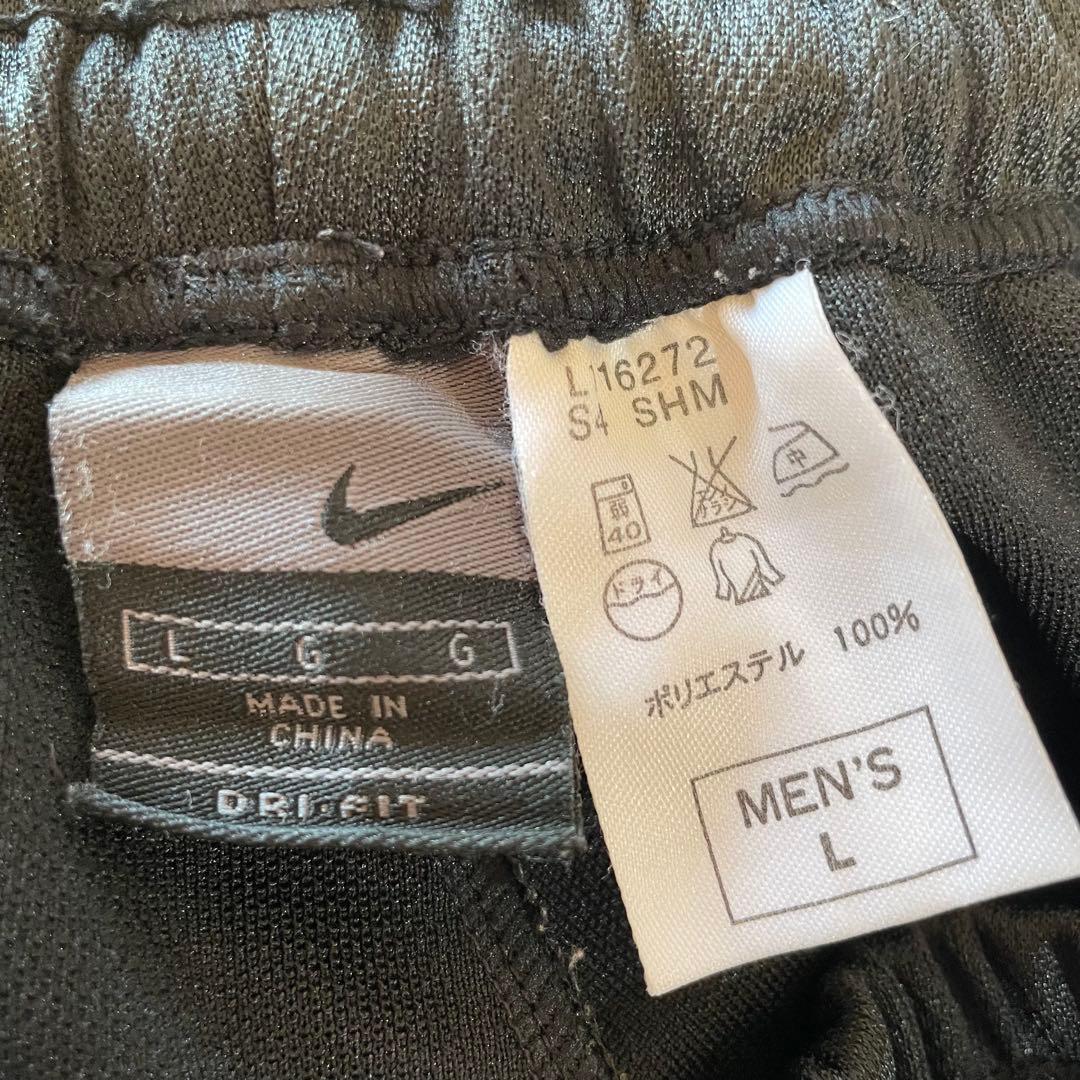 L G G
MADE IN
CHINA
DRI-FIT
L 16272
S4 SHM
弱
40
中
ドライ
ポリエステル 100%
MEN'S
L